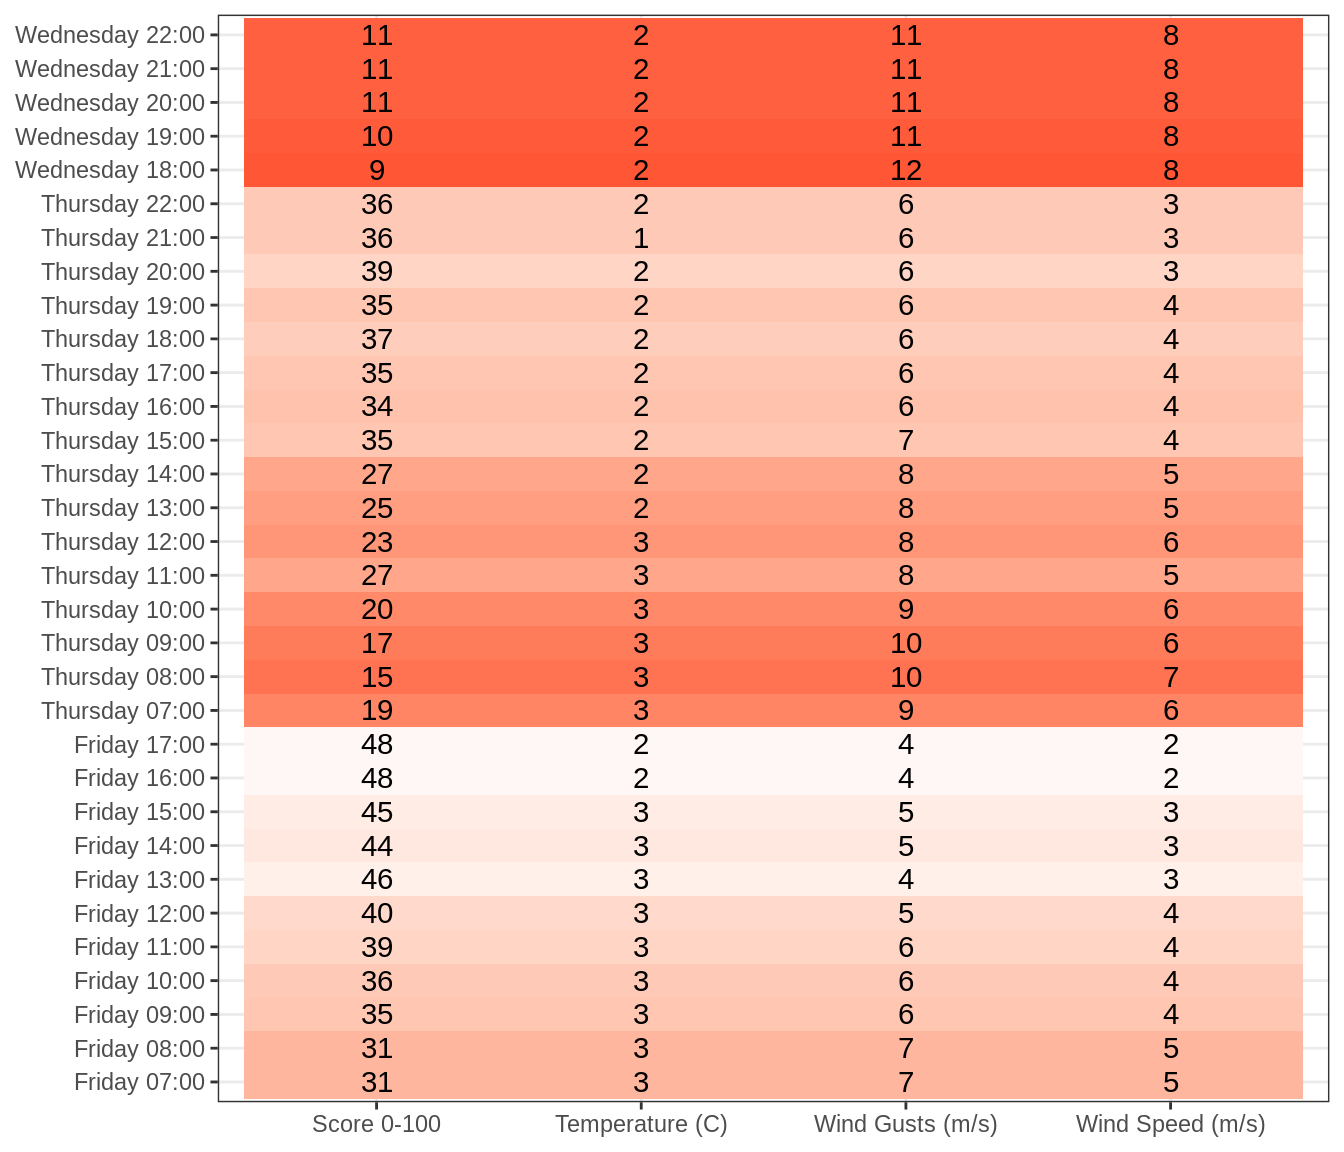 Wednesday 22:00 11 2 11 8
Wednesday 21:00 11 2 11 8
Wednesday 20:00 11 2 11 8
Wednesday 19:00 10 2 11 8
Wednesday 18:00 9 2 12 8
Thursday 22:00 36 2 6 3
Thursday 21:00 36 1 6 3
Thursday 20:00 39 2 6 3
Thursday 19:00 35 2 6 4
Thursday 18:00 37 2 6 4
Thursday 17:00 35 2 6 4
Thursday 16:00 34 2 6 4
Thursday 15:00 35 2 7 4
Thursday 14:00 27 2 8 5
Thursday 13:00 25 2 8 5
Thursday 12:00 23 3 8 6
Thursday 11:00 27 3 8 5
Thursday 10:00 20 3 9 6
Thursday 09:00 17 3 10 6
Thursday 08:00 15 3 10 7
Thursday 07:00 19 3 9 6
Friday 17:00 48 2 4 2
Friday 16:00 48 2 4 2
Friday 15:00 45 3 5 3
Friday 14:00 44 3 5 3
Friday 13:00 46 3 4 3
Friday 12:00 40 3 5 4
Friday 11:00 39 3 6 4
Friday 10:00 36 3 6 4
Friday 09:00 35 3 6 4
Friday 08:00 31 3 7 5
Friday 07:00 31 3 7 5
Score 0-100 Temperature (C) Wind Gusts (m/s) Wind Speed (m/s)